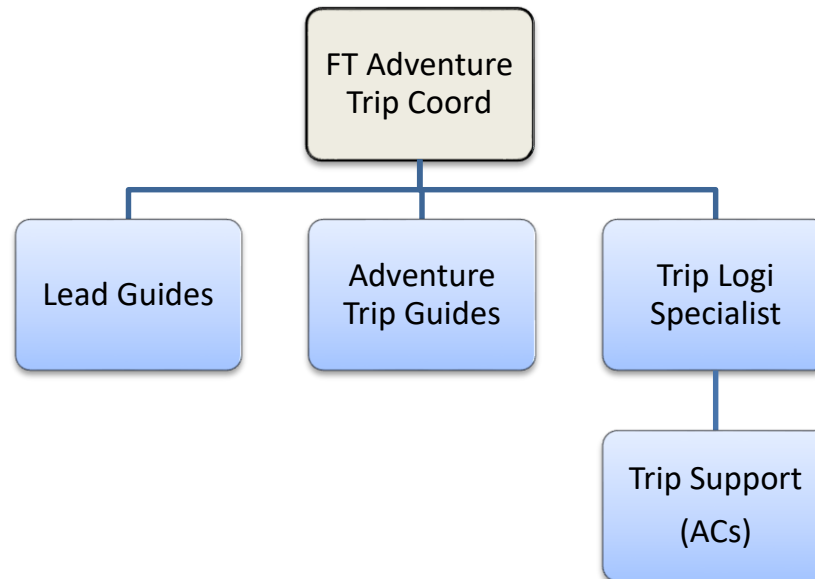 FT Adventure
Trip Coord
Lead Guides
Adventure
Trip Guides
Trip Logi
Specialist
Trip Support
(ACs)